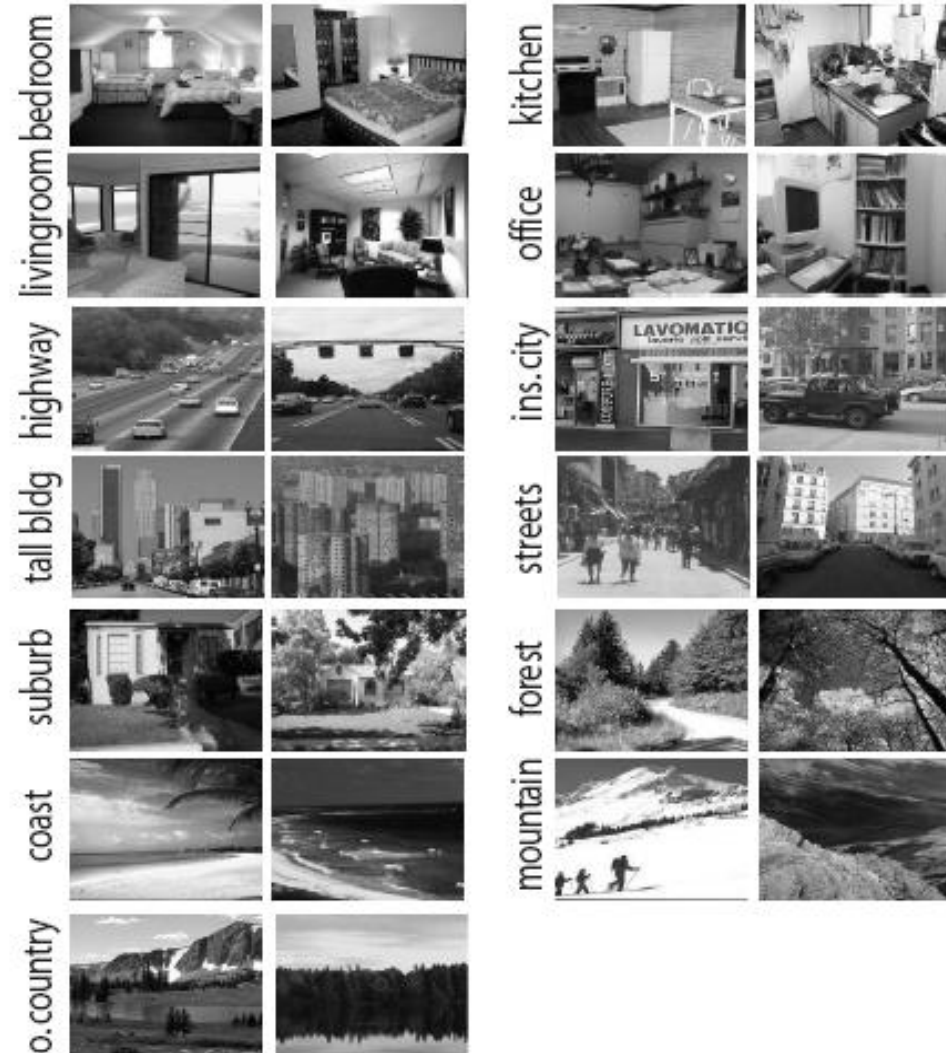 bedroom
kitchen
livingroom
office
highway
ins.city
LAVOMATIC
tall bldg
streets
suburb
forest
coast
mountain
o.country